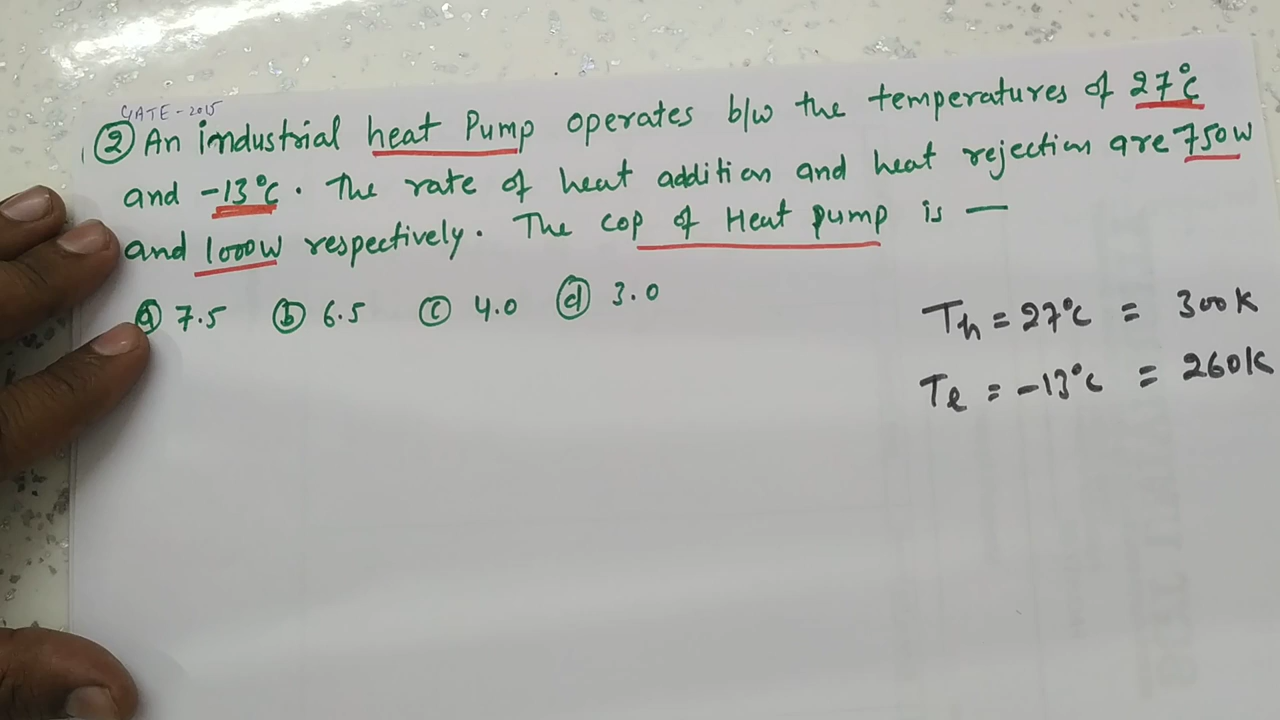 GATE-2015
② An industrial heat Pump operates b/w the temperatures of 27°C
and -13°C. The rate of heat addition and heat rejection are 750W
and 1000W respectively. The Cop of Heat pump is —
ⓐ 7.5 ⓑ 6.5 ⓒ 4.0 ⓓ 3.0
Th = 27°C = 300K
Tl = -13°C = 260K